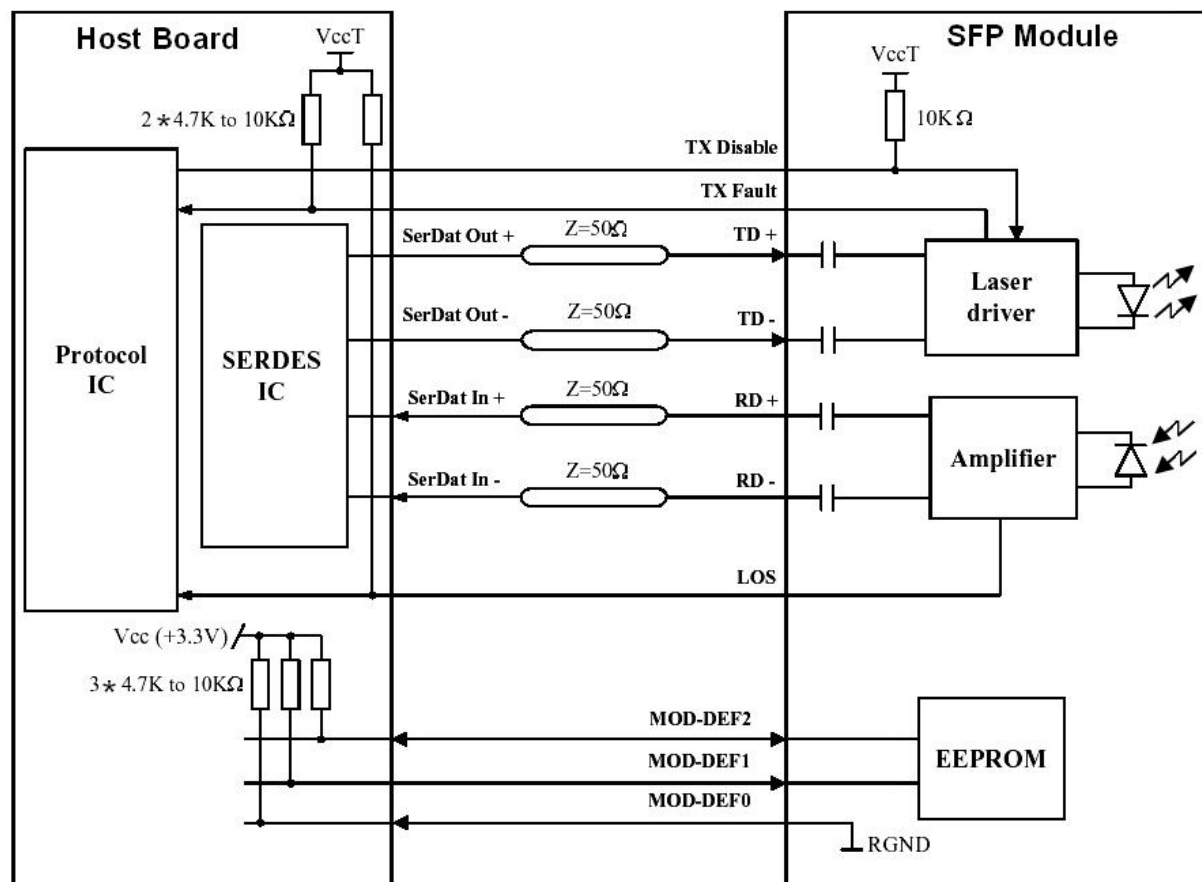 Host Board
SFP Module
VccT
VccT
2 * 4.7K to 10KΩ
10K Ω
TX Disable
TX Fault
SerDat Out +
Z=50Ω
TD +
Laser
driver
SerDat Out -
Z=50Ω
TD -
Protocol
IC
SERDES
IC
SerDat In +
Z=50Ω
RD +
Amplifier
SerDat In -
Z=50Ω
RD -
LOS
Vcc (+3.3V)
3 * 4.7K to 10KΩ
MOD-DEF2
EEPROM
MOD-DEF1
MOD-DEF0
RGND